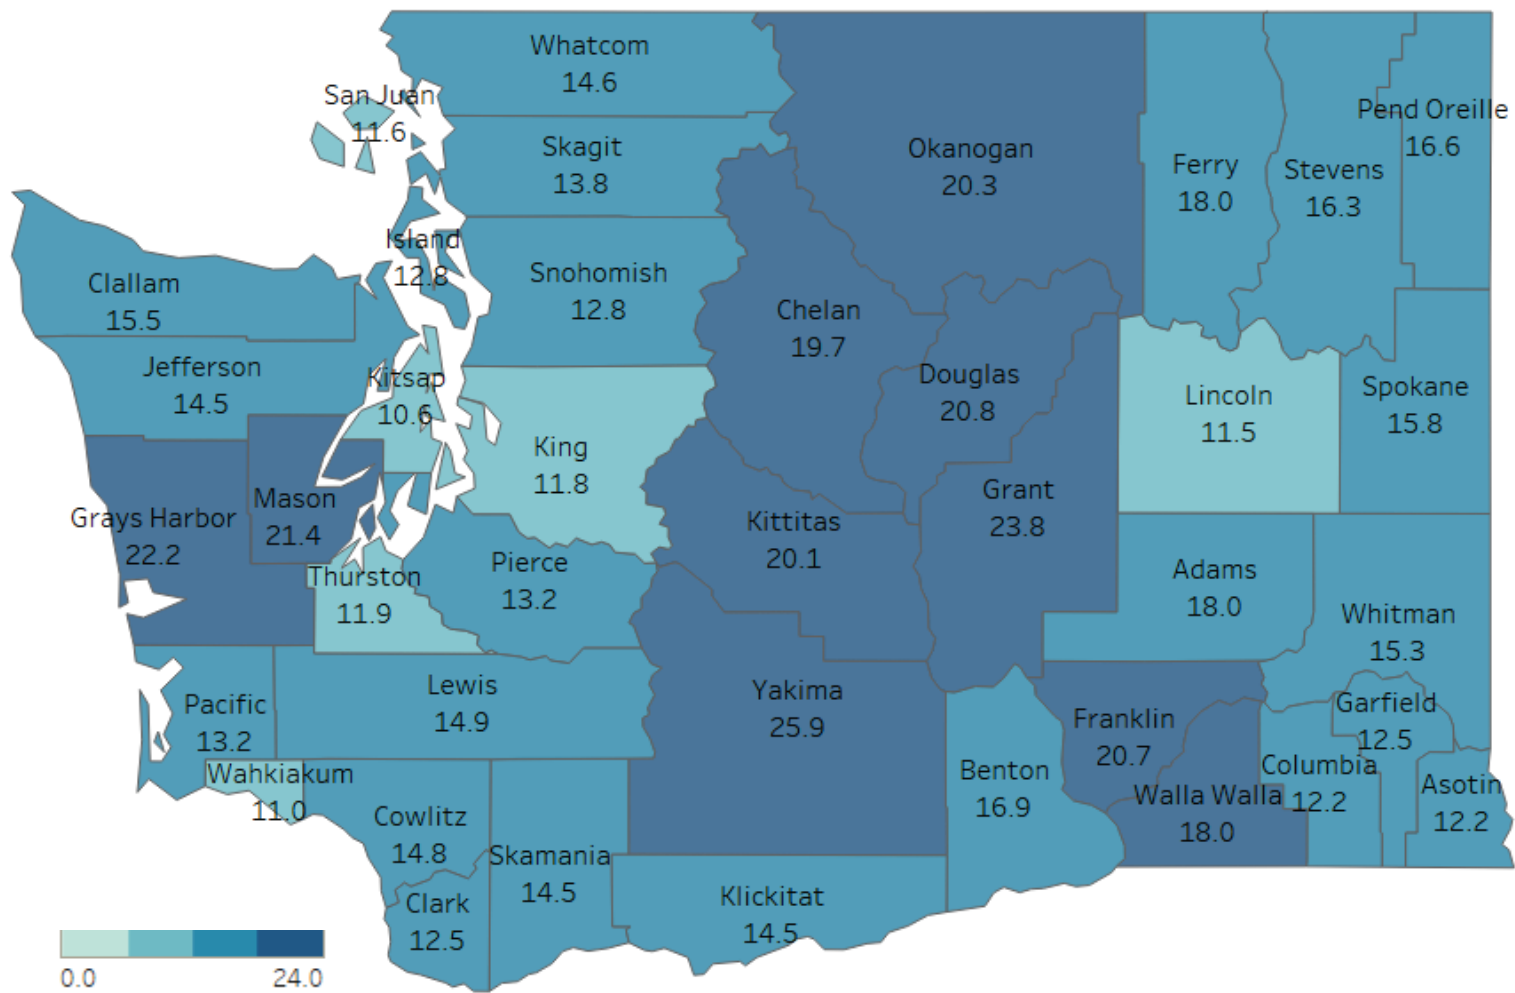 Whatcom
14.6
San Juan
11.6
Skagit
13.8
Okanogan
20.3
Ferry
18.0
Stevens
16.3
Pend Oreille
16.6
Island
12.8
Clallam
15.5
Snohomish
12.8
Chelan
19.7
Jefferson
14.5
Kitsap
10.6
Douglas
20.8
Lincoln
11.5
Spokane
15.8
King
11.8
Grant
23.8
Mason
21.4
Grays Harbor
22.2
Kittitas
20.1
Thurston
11.9
Pierce
13.2
Adams
18.0
Whitman
15.3
Lewis
14.9
Yakima
25.9
Pacific
13.2
Franklin
20.7
Garfield
12.5
Wahkiakum
11.0
Benton
16.9
Columbia
12.2
Walla Walla
18.0
Asotin
12.2
Cowlitz
14.8
Skamania
14.5
Klickitat
14.5
Clark
12.5
0.0 24.0